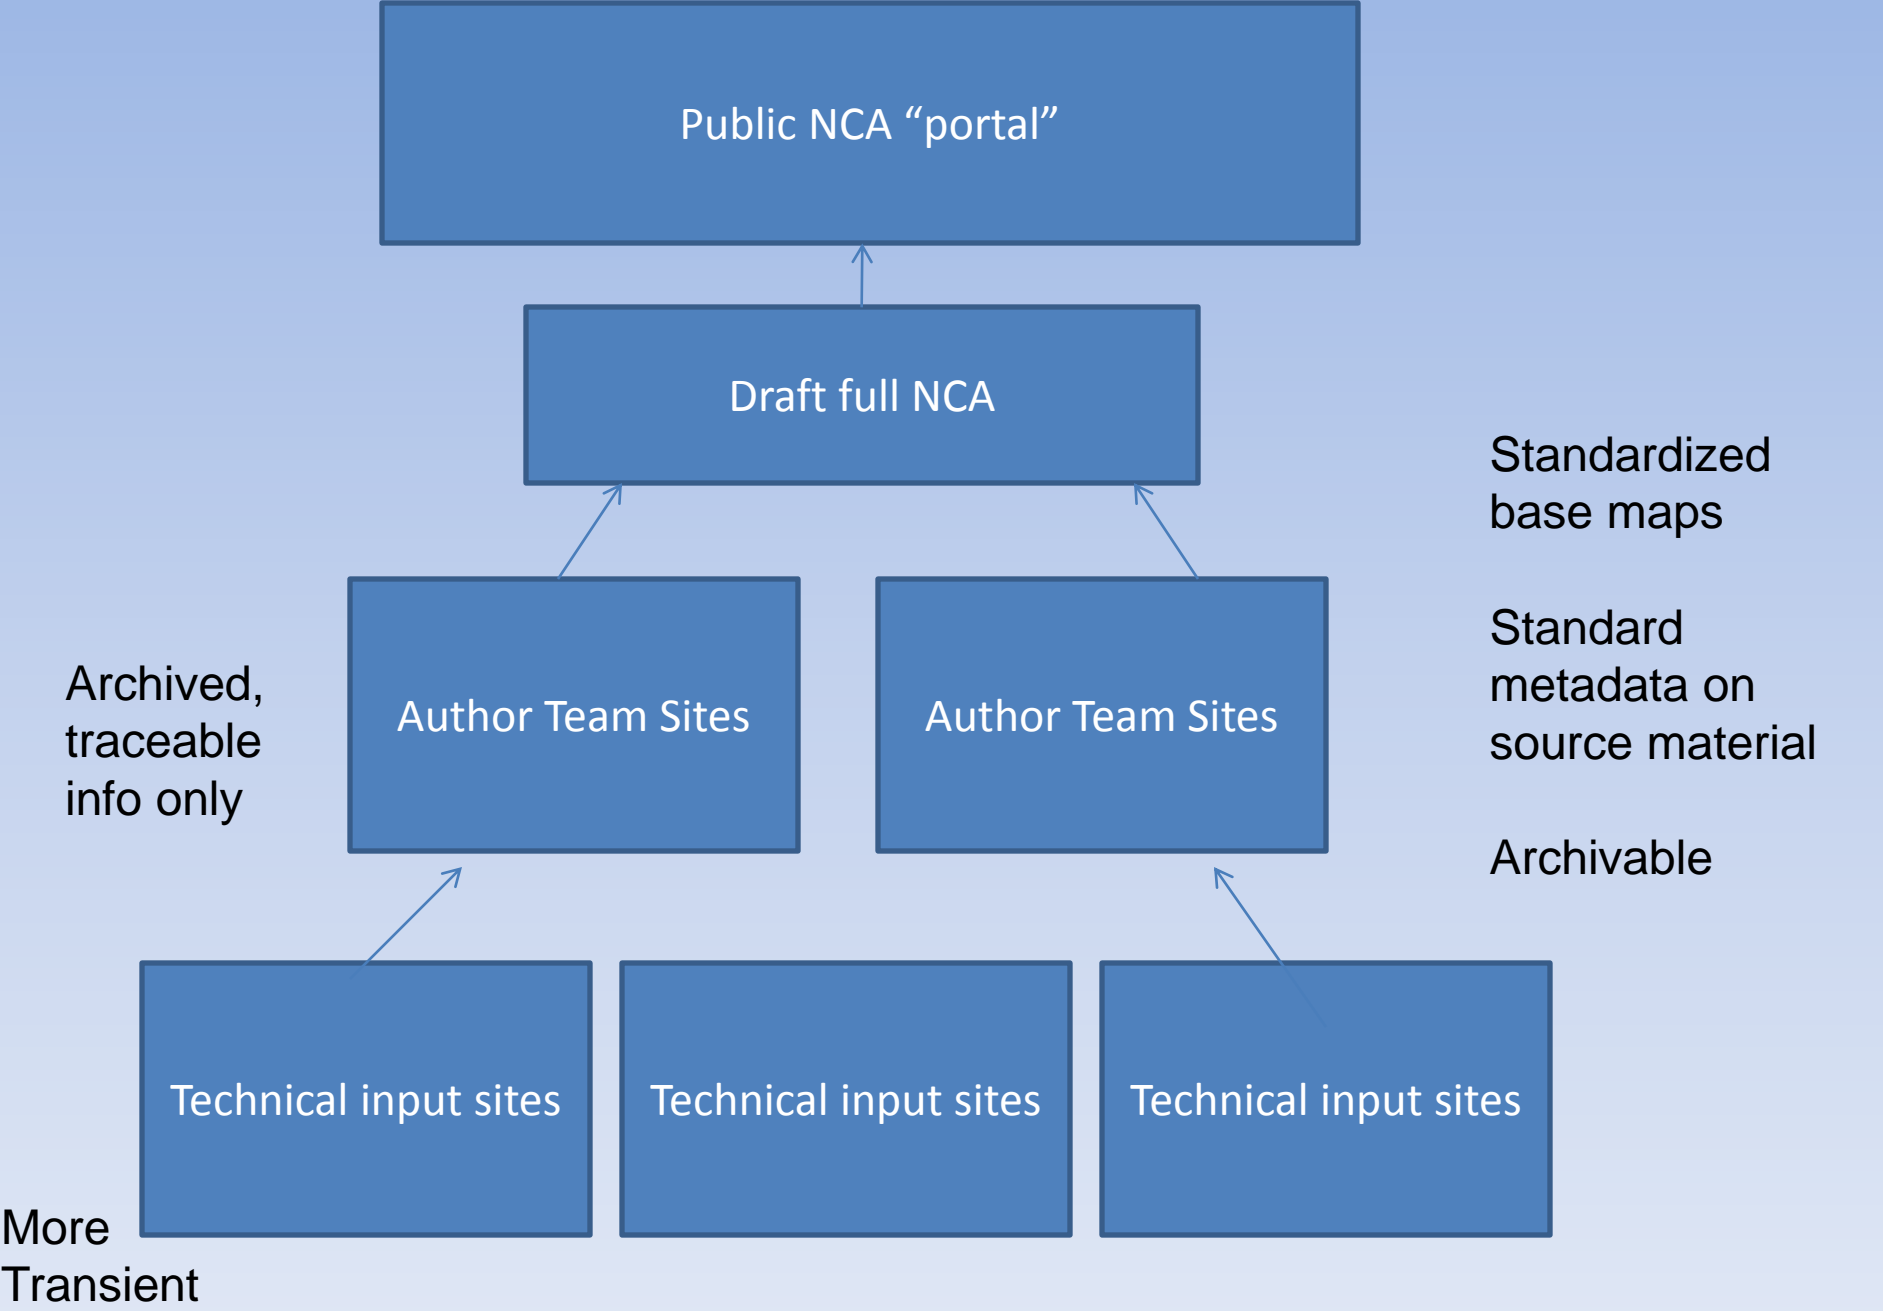 Public NCA “portal”
Draft full NCA
Standardized
base maps
Standard
metadata on
source material
Archivable
Archived,
traceable
info only
Author Team Sites
Author Team Sites
Technical input sites
Technical input sites
Technical input sites
More
Transient